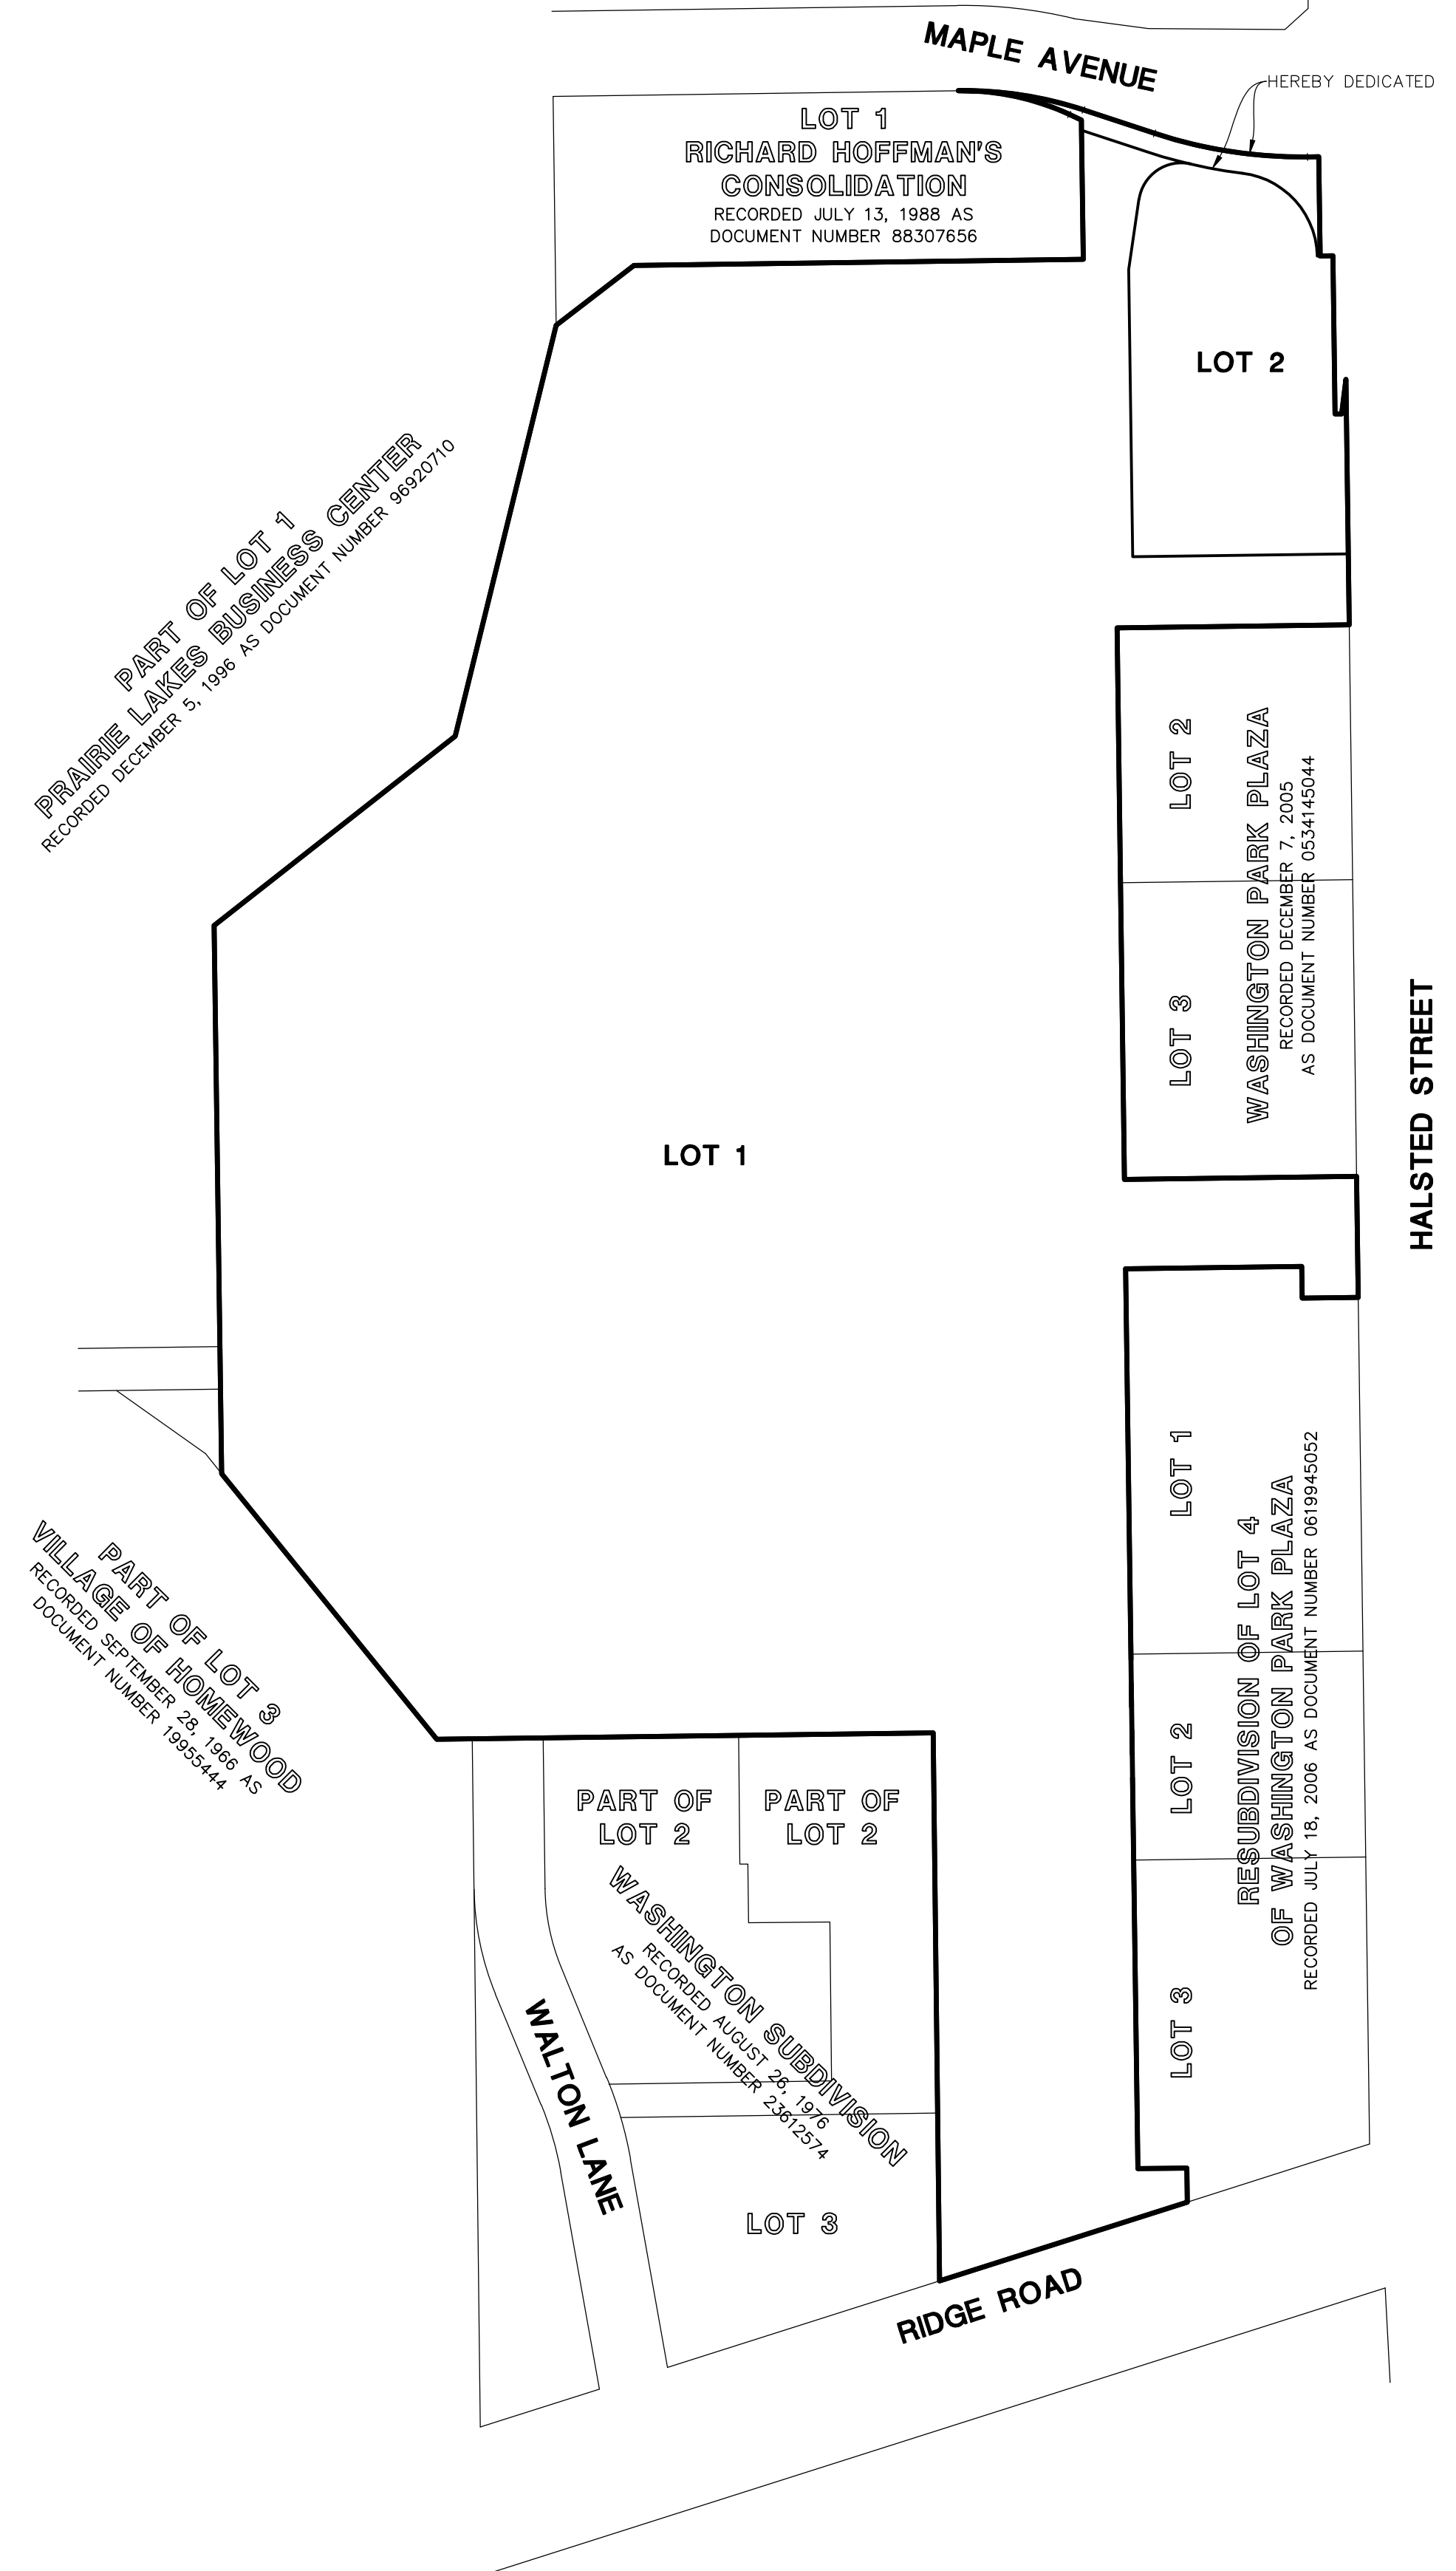 MAPLE AVENUE
HEREBY DEDICATED
LOT 1
RICHARD HOFFMAN'S
CONSOLIDATION
RECORDED JULY 13, 1988 AS
DOCUMENT NUMBER 88307656
LOT 2
PART OF LOT 1
PRAIRIE LAKES BUSINESS CENTER
RECORDED DECEMBER 5, 1996 AS DOCUMENT NUMBER 96920710
LOT 2
LOT 3
WASHINGTON PARK PLAZA
RECORDED DECEMBER 7, 2005
AS DOCUMENT NUMBER 0534145044
HALSTED STREET
LOT 1
LOT 1
LOT 2
LOT 3
RESUBDIVISION OF LOT 4
OF WASHINGTON PARK PLAZA
RECORDED JULY 18, 2006 AS DOCUMENT NUMBER 0619945052
PART OF LOT 3
VILLAGE OF HOMEWOOD
RECORDED SEPTEMBER 28, 1966 AS
DOCUMENT NUMBER 19955444
PART OF
LOT 2
PART OF
LOT 2
WASHINGTON SUBDIVISION
RECORDED AUGUST 26, 1976
AS DOCUMENT NUMBER 23612574
WALTON LANE
LOT 3
RIDGE ROAD